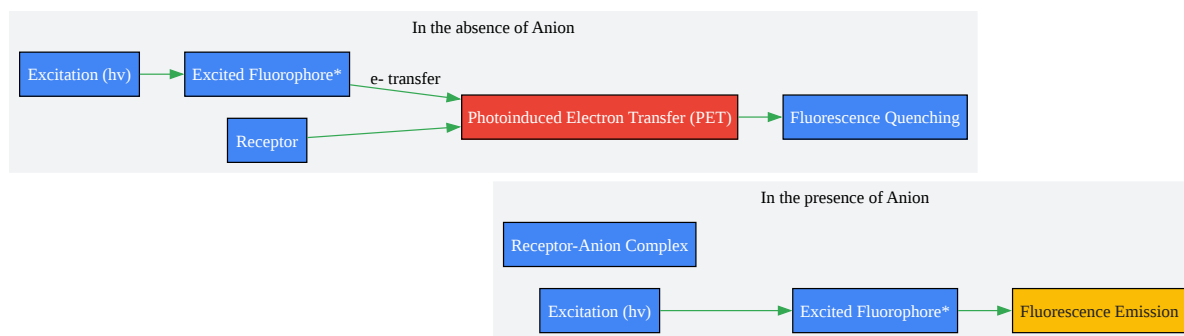 In the absence of Anion
Excitation (hv)
Excited Fluorophore*
e- transfer
Photoinduced Electron Transfer (PET)
Fluorescence Quenching
Receptor
In the presence of Anion
Receptor-Anion Complex
Excitation (hv)
Excited Fluorophore*
Fluorescence Emission